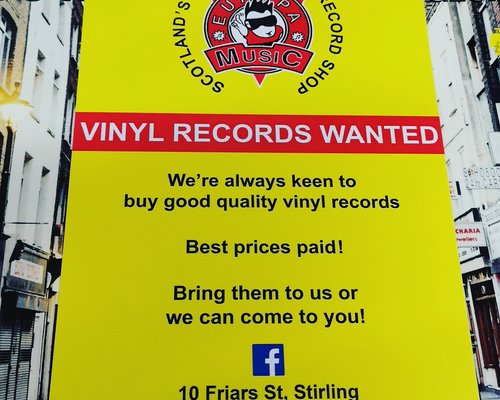 SCOTLAND'S
RECORD SHOP
MUSIC
VINYL RECORDS WANTED
We're always keen to
buy good quality vinyl records
Best prices paid!
Bring them to us or
we can come to you!
f
10 Friars St, Stirling